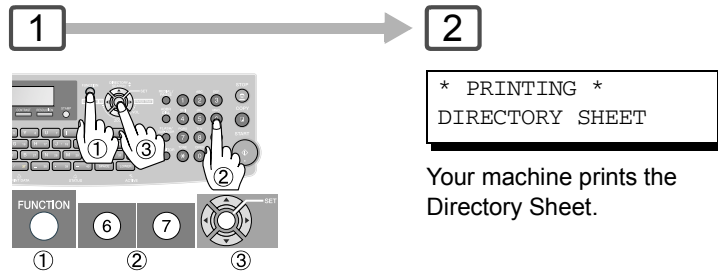 1
2
* PRINTING *
DIRECTORY SHEET
Your machine prints the
Directory Sheet.
① ③
②
FUNCTION 6 7 SET
① ② ③